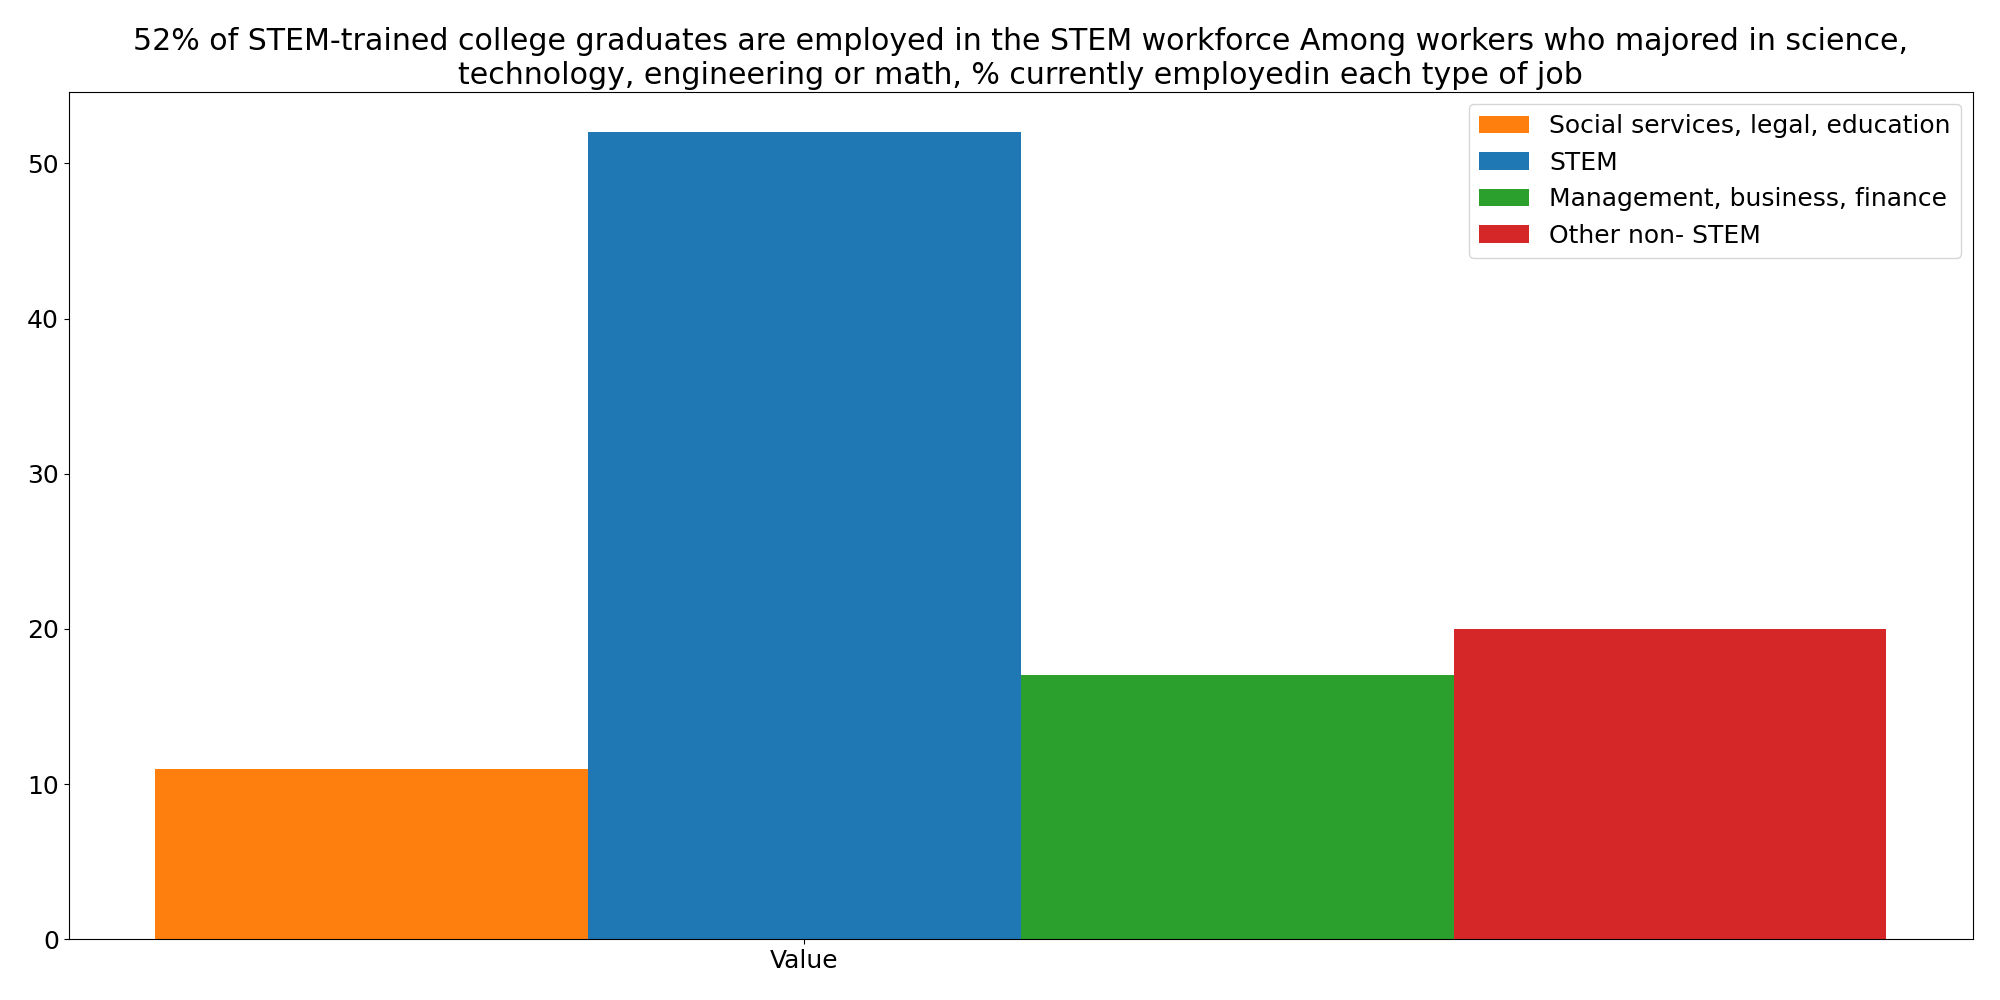 52% of STEM-trained college graduates are employed in the STEM workforce Among workers who majored in science,
technology, engineering or math, % currently employedin each type of job
Social services, legal, education
STEM
Management, business, finance
Other non- STEM
50
40
30
20
10
0
Value